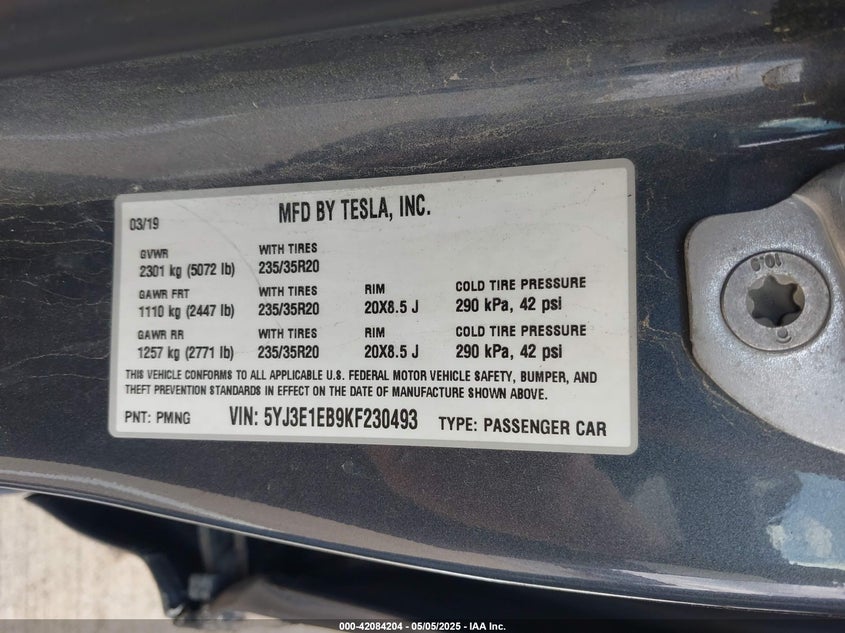 MFD BY TESLA, INC.
03/19
GVWR
2301 kg (5072 lb)
WITH TIRES
235/35R20
GAWR FRT
1110 kg (2447 lb)
WITH TIRES
235/35R20
RIM
20X8.5 J
COLD TIRE PRESSURE
290 kPa, 42 psi
GAWR RR
1257 kg (2771 lb)
WITH TIRES
235/35R20
RIM
20X8.5 J
COLD TIRE PRESSURE
290 kPa, 42 psi
THIS VEHICLE CONFORMS TO ALL APPLICABLE U.S. FEDERAL MOTOR VEHICLE SAFETY, BUMPER, AND
THEFT PREVENTION STANDARDS IN EFFECT ON THE DATE OF MANUFACTURE SHOWN ABOVE.
PNT: PMNG
VIN: 5YJ3E1EB9KF230493
TYPE: PASSENGER CAR
10.9
000-42084204 - 05/05/2025 - IAA Inc.